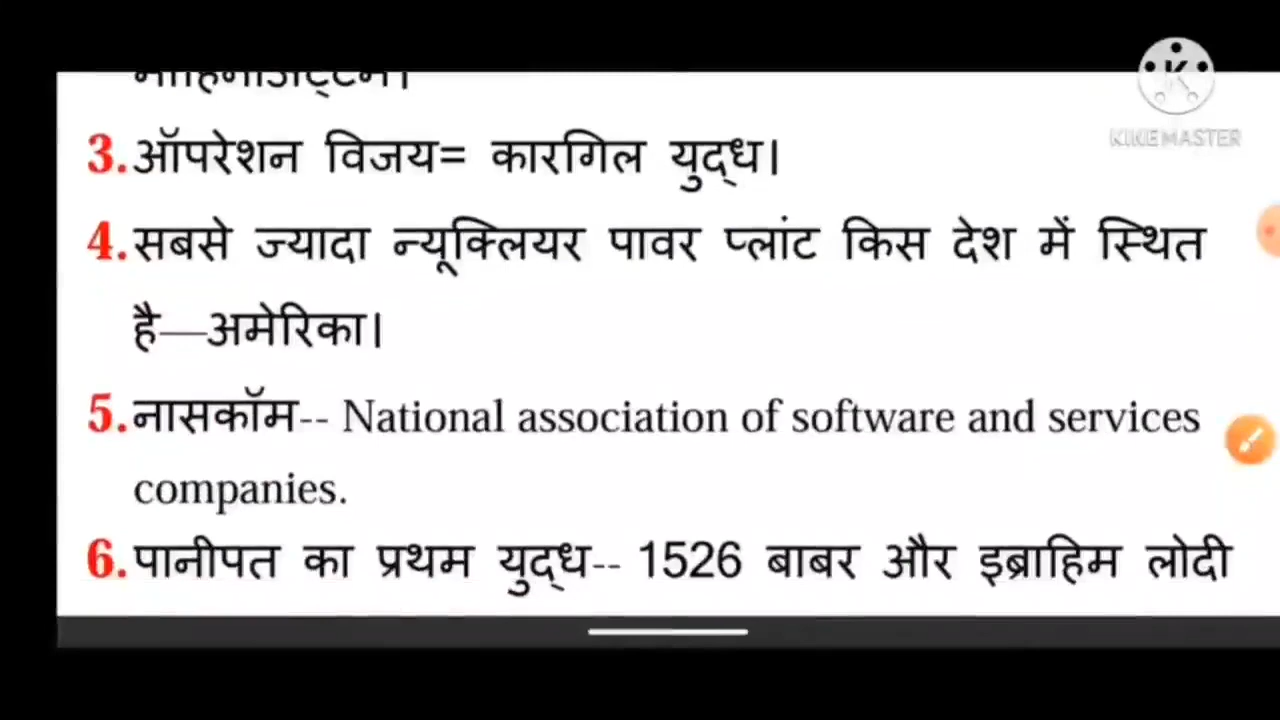 KINEMASTER
3.ऑपरेशन विजय= कारगिल युद्ध।
4.सबसे ज्यादा न्यूक्लियर पावर प्लांट किस देश में स्थित
है—अमेरिका।
5.नासकॉम-- National association of software and services
companies.
6.पानीपत का प्रथम युद्ध-- 1526 बाबर और इब्राहिम लोदी